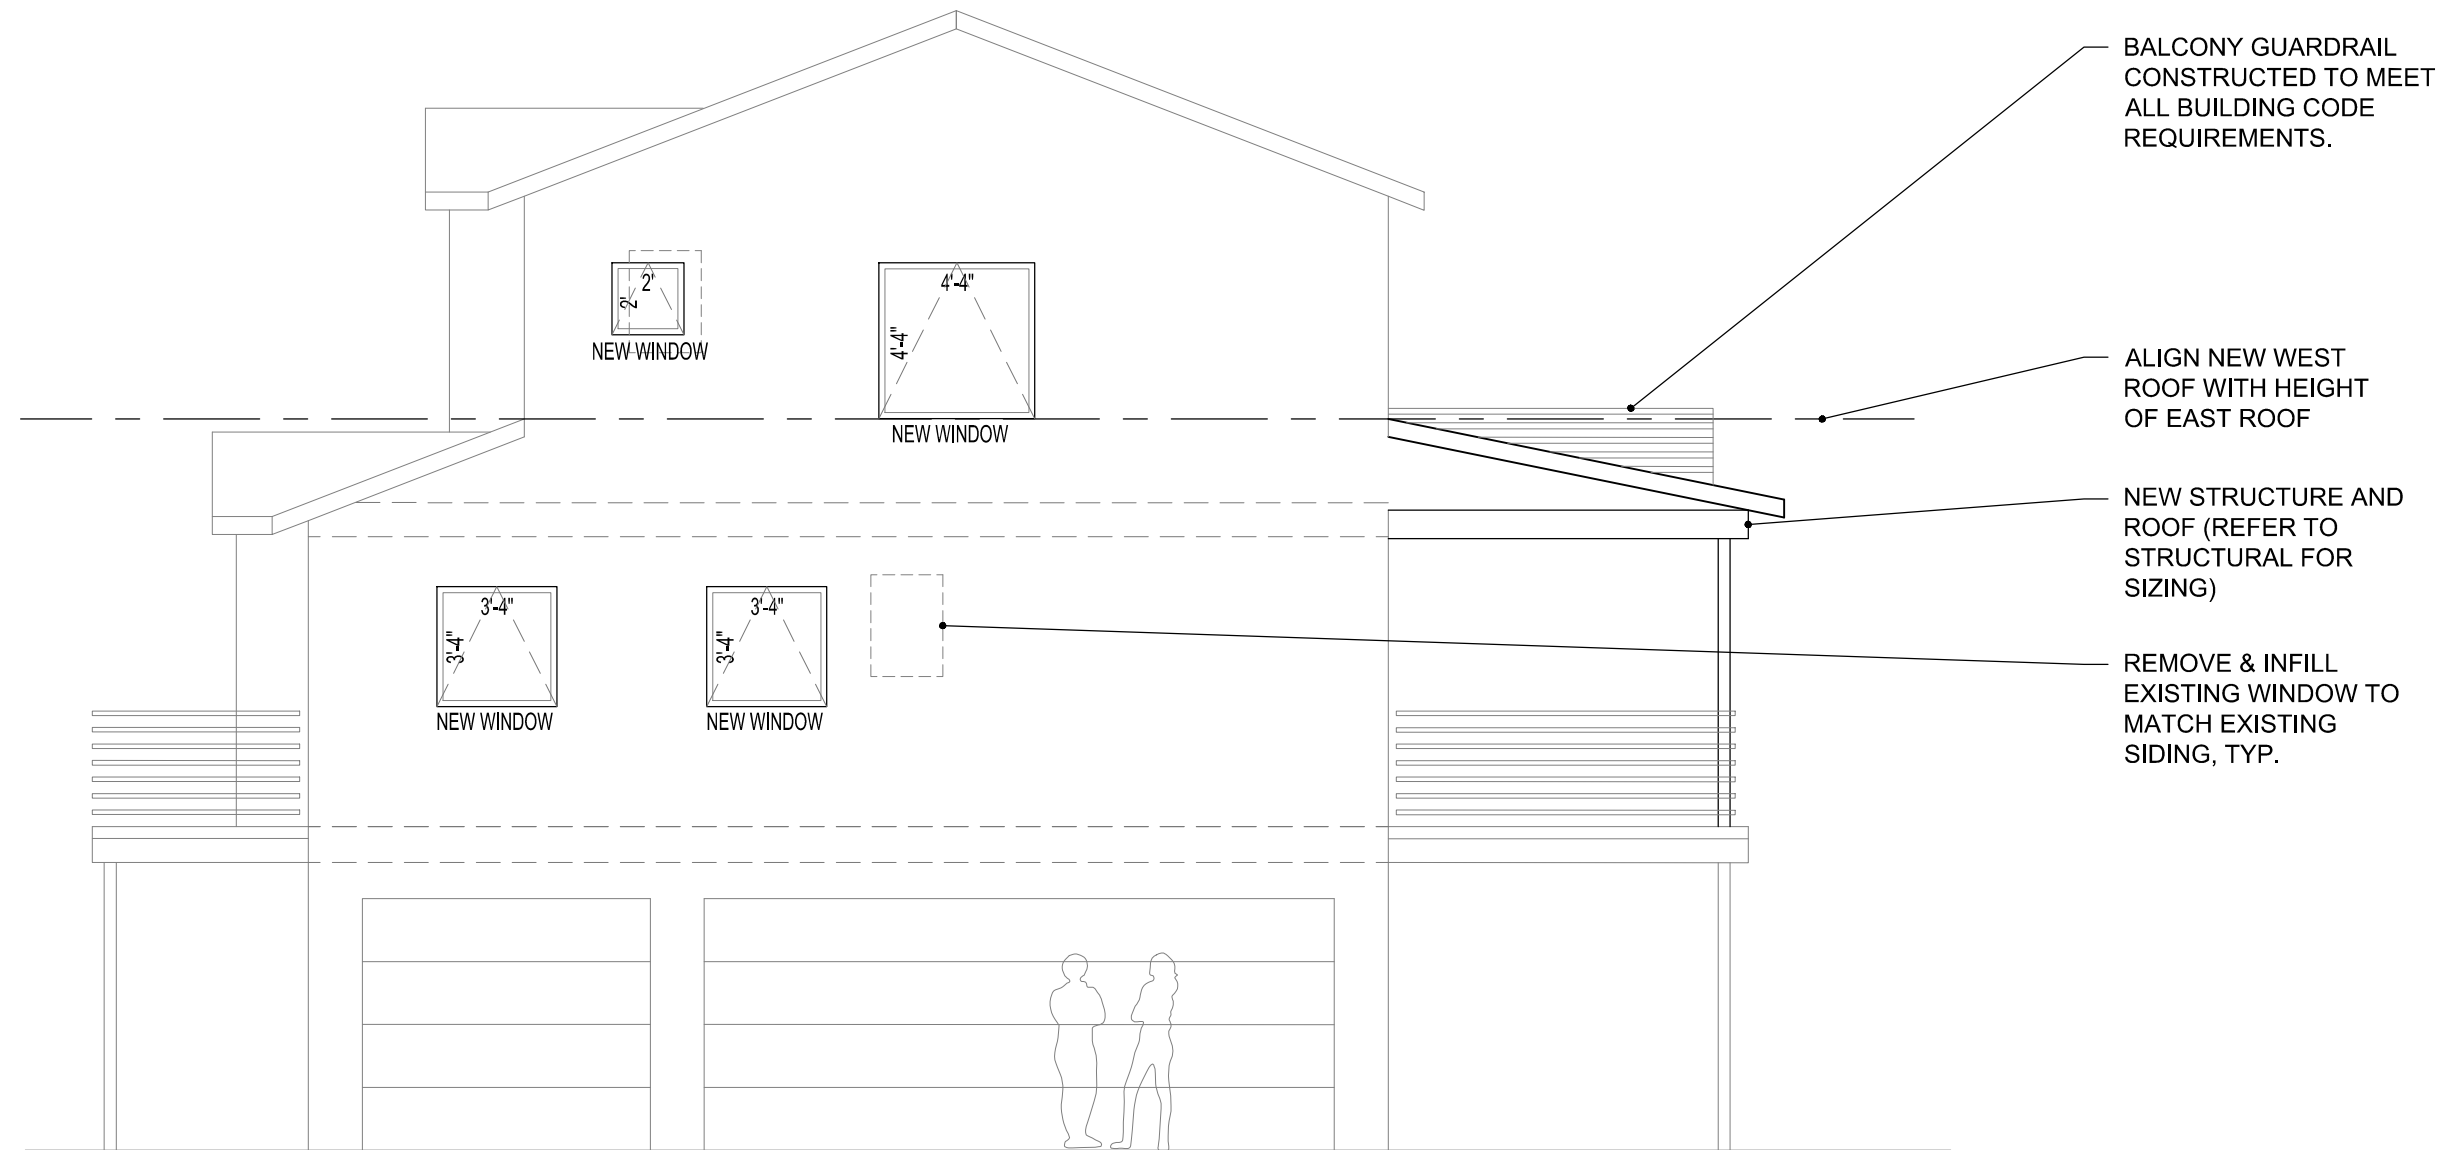 BALCONY GUARDRAIL
CONSTRUCTED TO MEET
ALL BUILDING CODE
REQUIREMENTS.
2'
2'
NEW WINDOW
4'-4"
4'-4"
NEW WINDOW
ALIGN NEW WEST
ROOF WITH HEIGHT
OF EAST ROOF
NEW STRUCTURE AND
ROOF (REFER TO
STRUCTURAL FOR
SIZING)
3'-4"
3'-4"
NEW WINDOW
3'-4"
3'-4"
NEW WINDOW
REMOVE & INFILL
EXISTING WINDOW TO
MATCH EXISTING
SIDING, TYP.